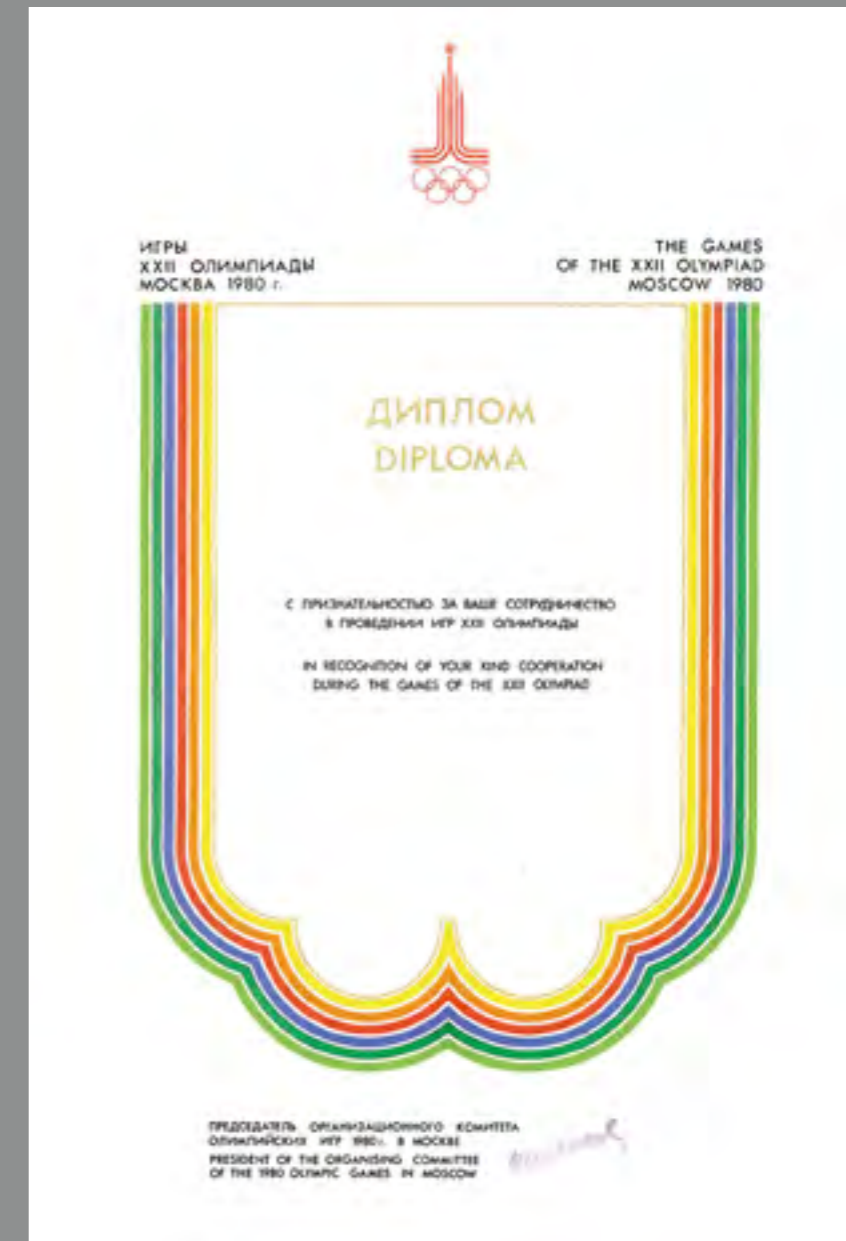 ИГРЫ
XXII ОЛИМПИАДЫ
МОСКВА 1980 г.
THE GAMES
OF THE XXII OLYMPIAD
MOSCOW 1980
ДИПЛОМ
DIPLOMA
С ПРИЗНАТЕЛЬНОСТЬЮ ЗА ВАШЕ СОТРУДНИЧЕСТВО
В ПРОВЕДЕНИИ ИГР XXII ОЛИМПИАДЫ
IN RECOGNITION OF YOUR KIND COOPERATION
DURING THE GAMES OF THE XXII OLYMPIAD
ПРЕДСЕДАТЕЛЬ ОРГАНИЗАЦИОННОГО КОМИТЕТА
ОЛИМПИЙСКИХ ИГР 1980г. В МОСКВЕ
PRESIDENT OF THE ORGANISING COMMITTEE
OF THE 1980 OLYMPIC GAMES IN MOSCOW